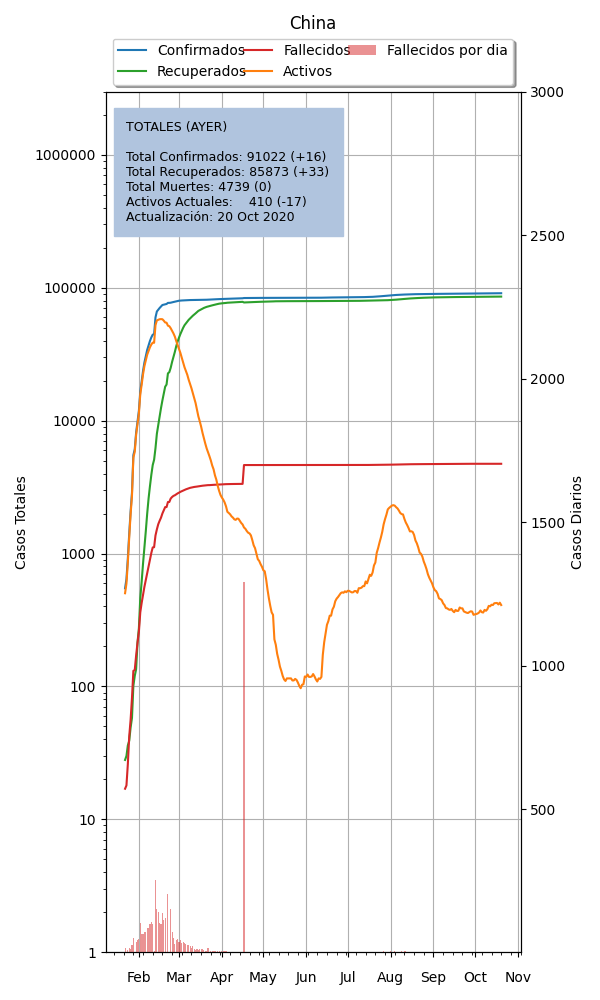 China
Confirmados
Fallecidos
Fallecidos por dia
Recuperados
Activos
TOTALES (AYER)
Total Confirmados: 91022 (+16)
Total Recuperados: 85873 (+33)
Total Muertes: 4739 (0)
Activos Actuales: 410 (-17)
Actualización: 20 Oct 2020
Casos Totales
1000000
100000
10000
1000
100
10
1
Casos Diarios
3000
2500
2000
1500
1000
500
Feb Mar Apr May Jun Jul Aug Sep Oct Nov